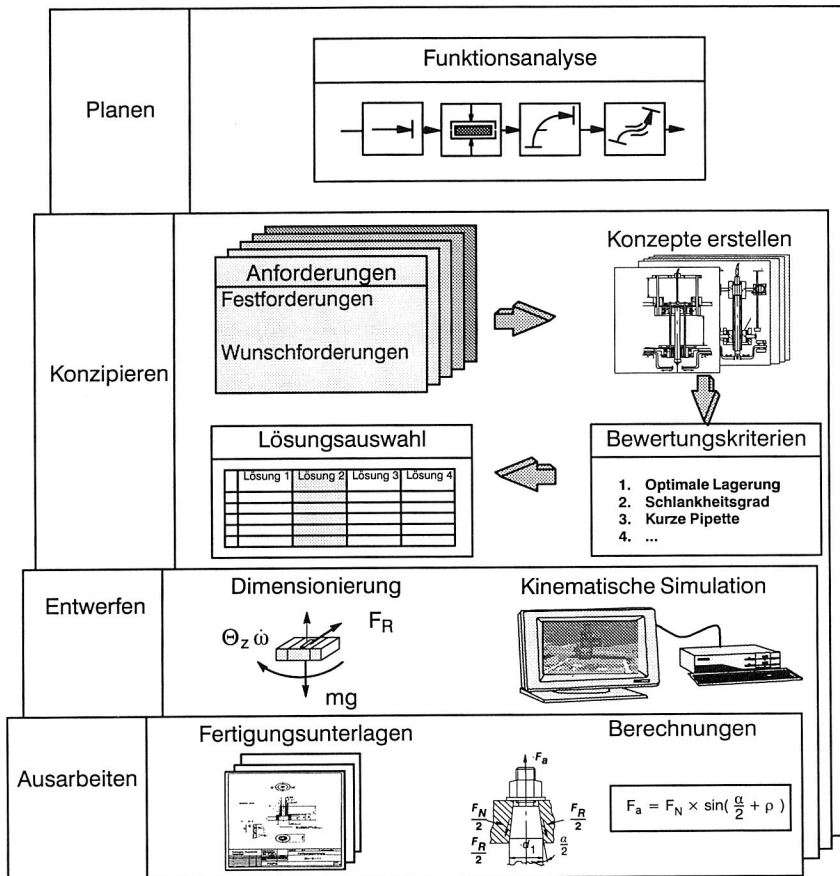 Planen
Funktionsanalyse
Konzipieren
Anforderungen
Festforderungen
Wunschforderungen
Konzepte erstellen
Lösungsauswahl
Lösung 1 Lösung 2 Lösung 3 Lösung 4
Bewertungskriterien
1. Optimale Lagerung
2. Schlankheitsgrad
3. Kurze Pipette
4. ...
Entwerfen
Dimensionierung
Θz ω̇
FR
mg
Kinematische Simulation
Ausarbeiten
Fertigungsunterlagen
Berechnungen
Fa
FN/2
FR/2
FR/2
d1
α/2
Fa = FN × sin( α/2 + ρ )